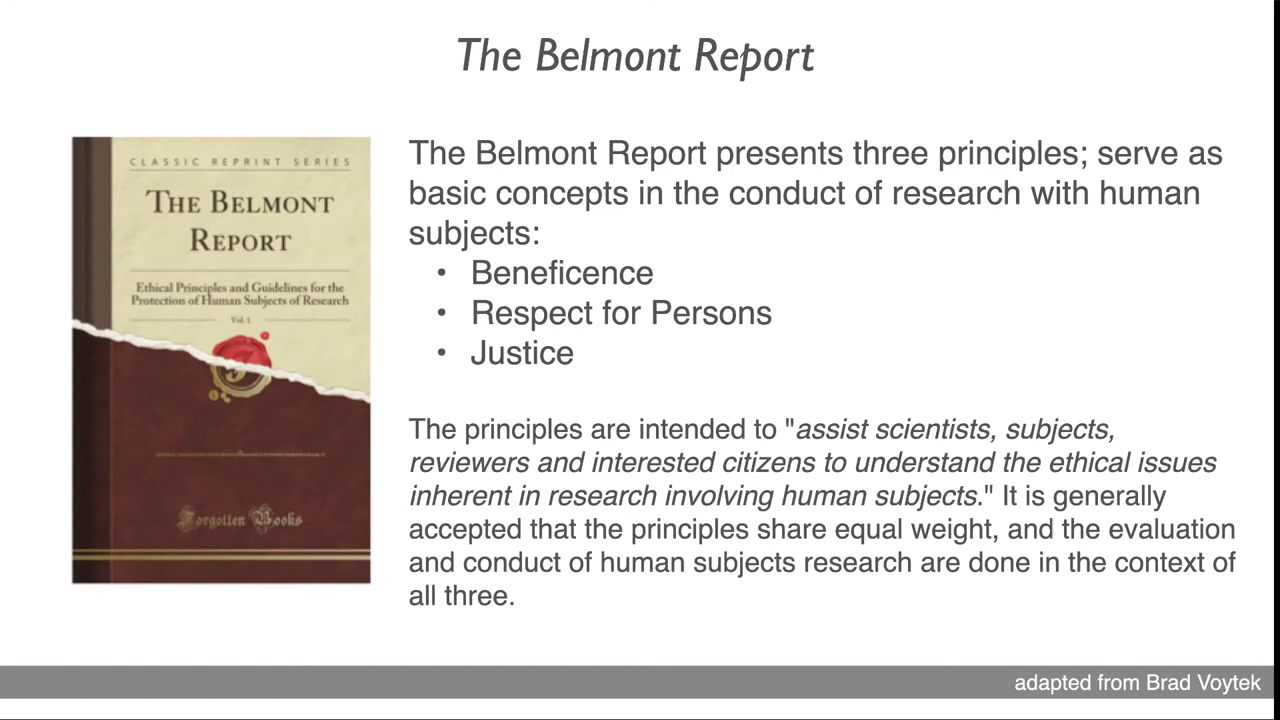 The Belmont Report
CLASSIC REPRINT SERIES
THE BELMONT
REPORT
Ethical Principles and Guidelines for the
Protection of Human Subjects of Research
Vol. 1
Forgotten Books
The Belmont Report presents three principles; serve as
basic concepts in the conduct of research with human
subjects:
• Beneficence
• Respect for Persons
• Justice
The principles are intended to "assist scientists, subjects,
reviewers and interested citizens to understand the ethical issues
inherent in research involving human subjects." It is generally
accepted that the principles share equal weight, and the evaluation
and conduct of human subjects research are done in the context of
all three.
adapted from Brad Voytek